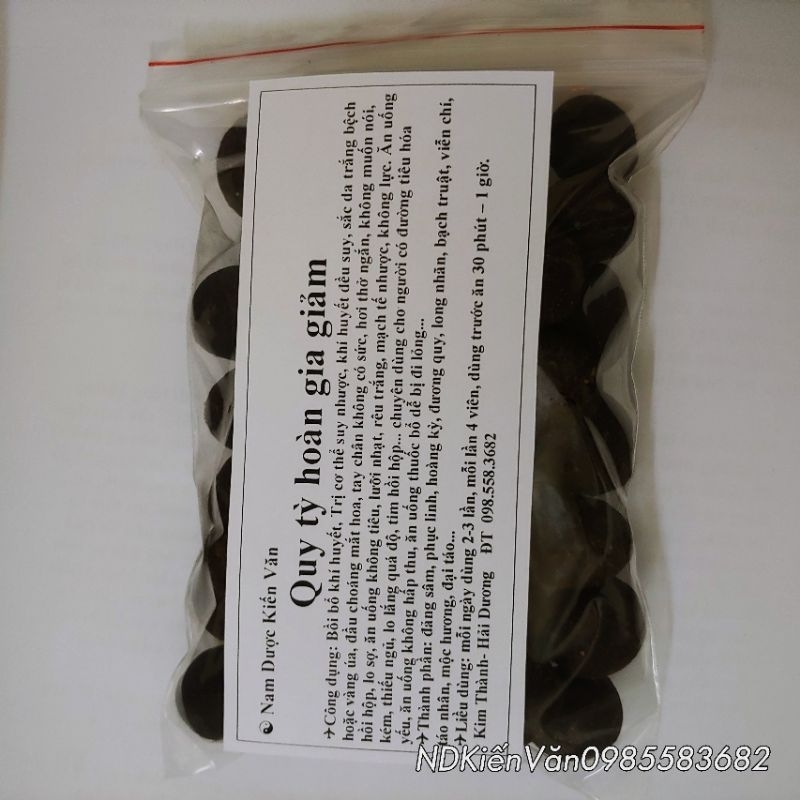 Nam Dược Kiến Văn
Quy tỳ hoàn gia giảm
✈Công dụng: Bồi bổ khí huyết, Trị cơ thể suy nhược, khí huyết đều suy, sắc da trắng bệch
hoặc vàng úa, đầu choáng mắt hoa, tay chân không có sức, hơi thở ngắn, không muốn nói,
hồi hộp, lo sợ, ăn uống không tiêu, lưỡi nhạt, rêu trắng, mạch tế nhược, không lực. Ăn uống
kém, thiếu ngủ, lo lắng quá độ, tim hồi hộp... chuyên dùng cho người có đường tiêu hóa
yếu, ăn uống không hấp thu, ăn uống thuốc bổ dễ bị đi lỏng...
✈Thành phần: đảng sâm, phục linh, hoàng kỳ, đương quy, long nhãn, bạch truật, viễn chí,
táo nhân, mộc hương, đại táo...
✈Liều dùng: mỗi ngày dùng 2-3 lần, mỗi lần 4 viên, dùng trước ăn 30 phút – 1 giờ.
Kim Thành- Hải Dương ĐT 098.558.3682
NDKiếnVăn0985583682